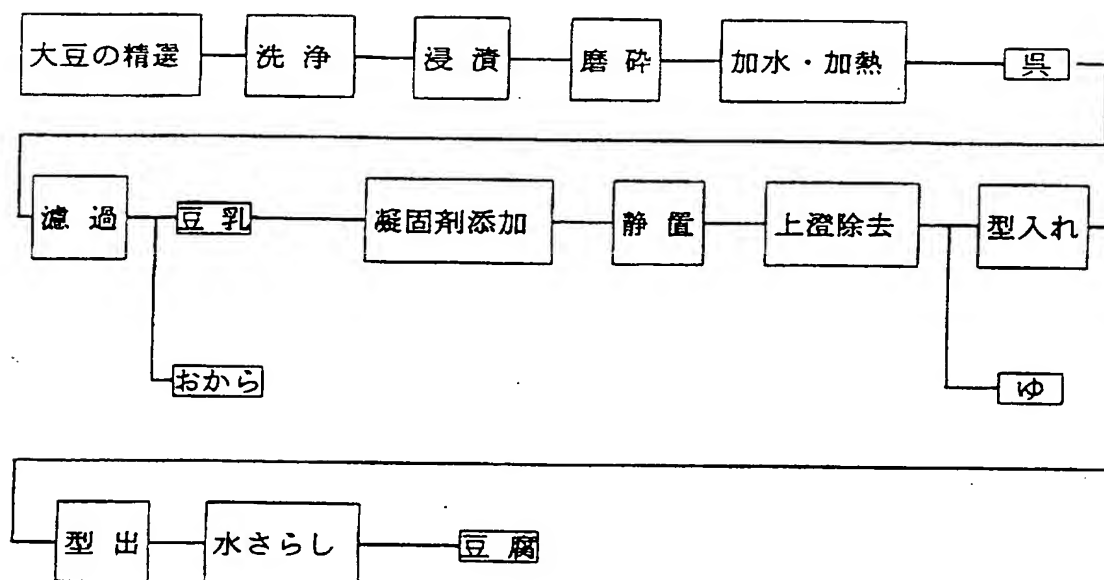 大豆の精選 洗浄 浸漬 磨砕 加水・加熱 呉
濾過 豆乳 凝固剤添加 静置 上澄除去 型入れ
おから ゆ
型出 水さらし 豆腐